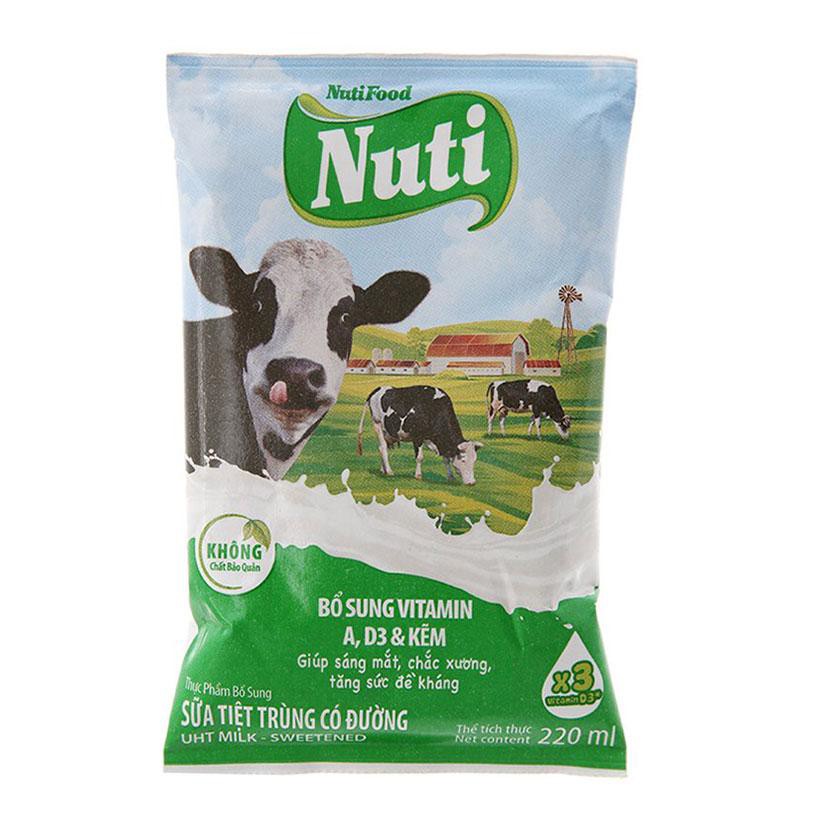 NutiFood
Nuti
KHÔNG
Chất Bảo Quản
BỔ SUNG VITAMIN
A, D3 & KẼM
Giúp sáng mắt, chắc xương,
tăng sức đề kháng
x3
Vitamin D3*
Thực Phẩm Bổ Sung
SỮA TIỆT TRÙNG CÓ ĐƯỜNG
UHT MILK - SWEETENED
Thể tích thực
Net content 220 ml